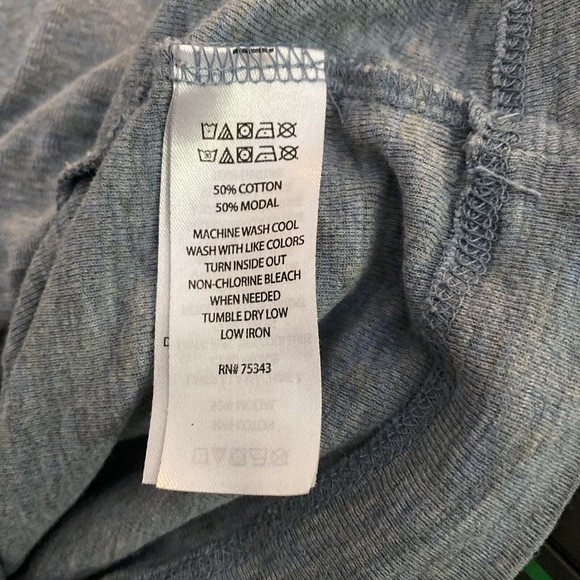 50% COTTON
50% MODAL
MACHINE WASH COOL
WASH WITH LIKE COLORS
TURN INSIDE OUT
NON-CHLORINE BLEACH
WHEN NEEDED
TUMBLE DRY LOW
LOW IRON
RN# 75343